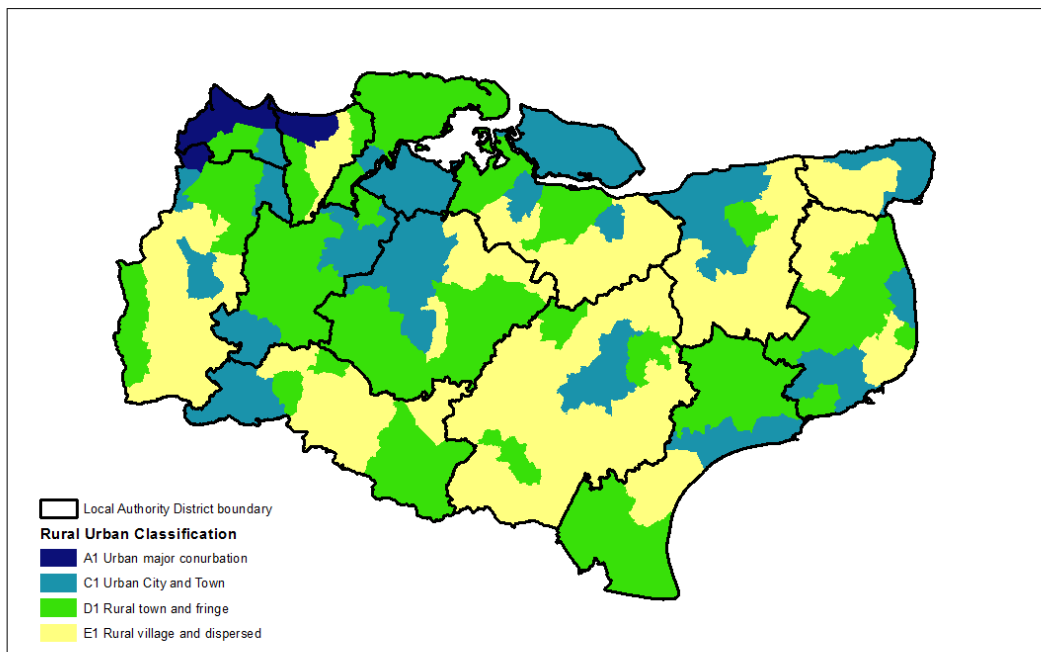 Local Authority District boundary
Rural Urban Classification
A1 Urban major conurbation
C1 Urban City and Town
D1 Rural town and fringe
E1 Rural village and dispersed